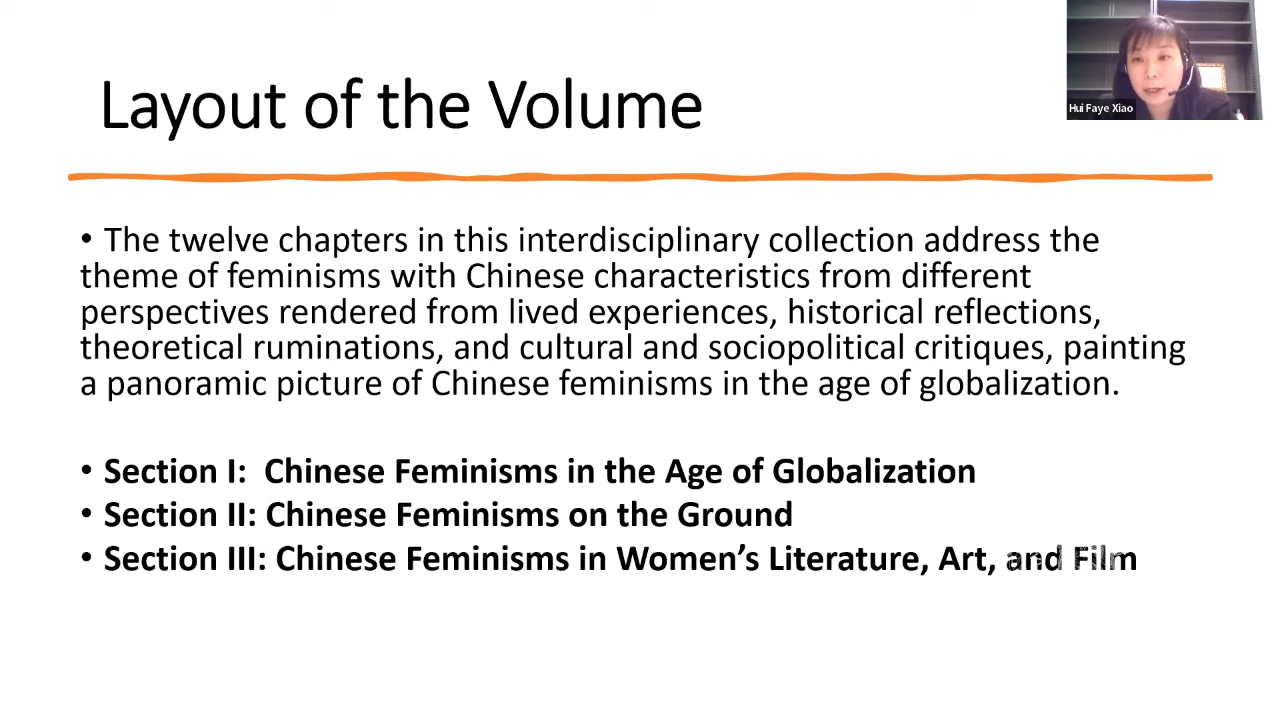 Layout of the Volume
Hui Faye Xiao
• The twelve chapters in this interdisciplinary collection address the
theme of feminisms with Chinese characteristics from different
perspectives rendered from lived experiences, historical reflections,
theoretical ruminations, and cultural and sociopolitical critiques, painting
a panoramic picture of Chinese feminisms in the age of globalization.
• Section I:  Chinese Feminisms in the Age of Globalization
• Section II: Chinese Feminisms on the Ground
• Section III: Chinese Feminisms in Women’s Literature, Art, and Film